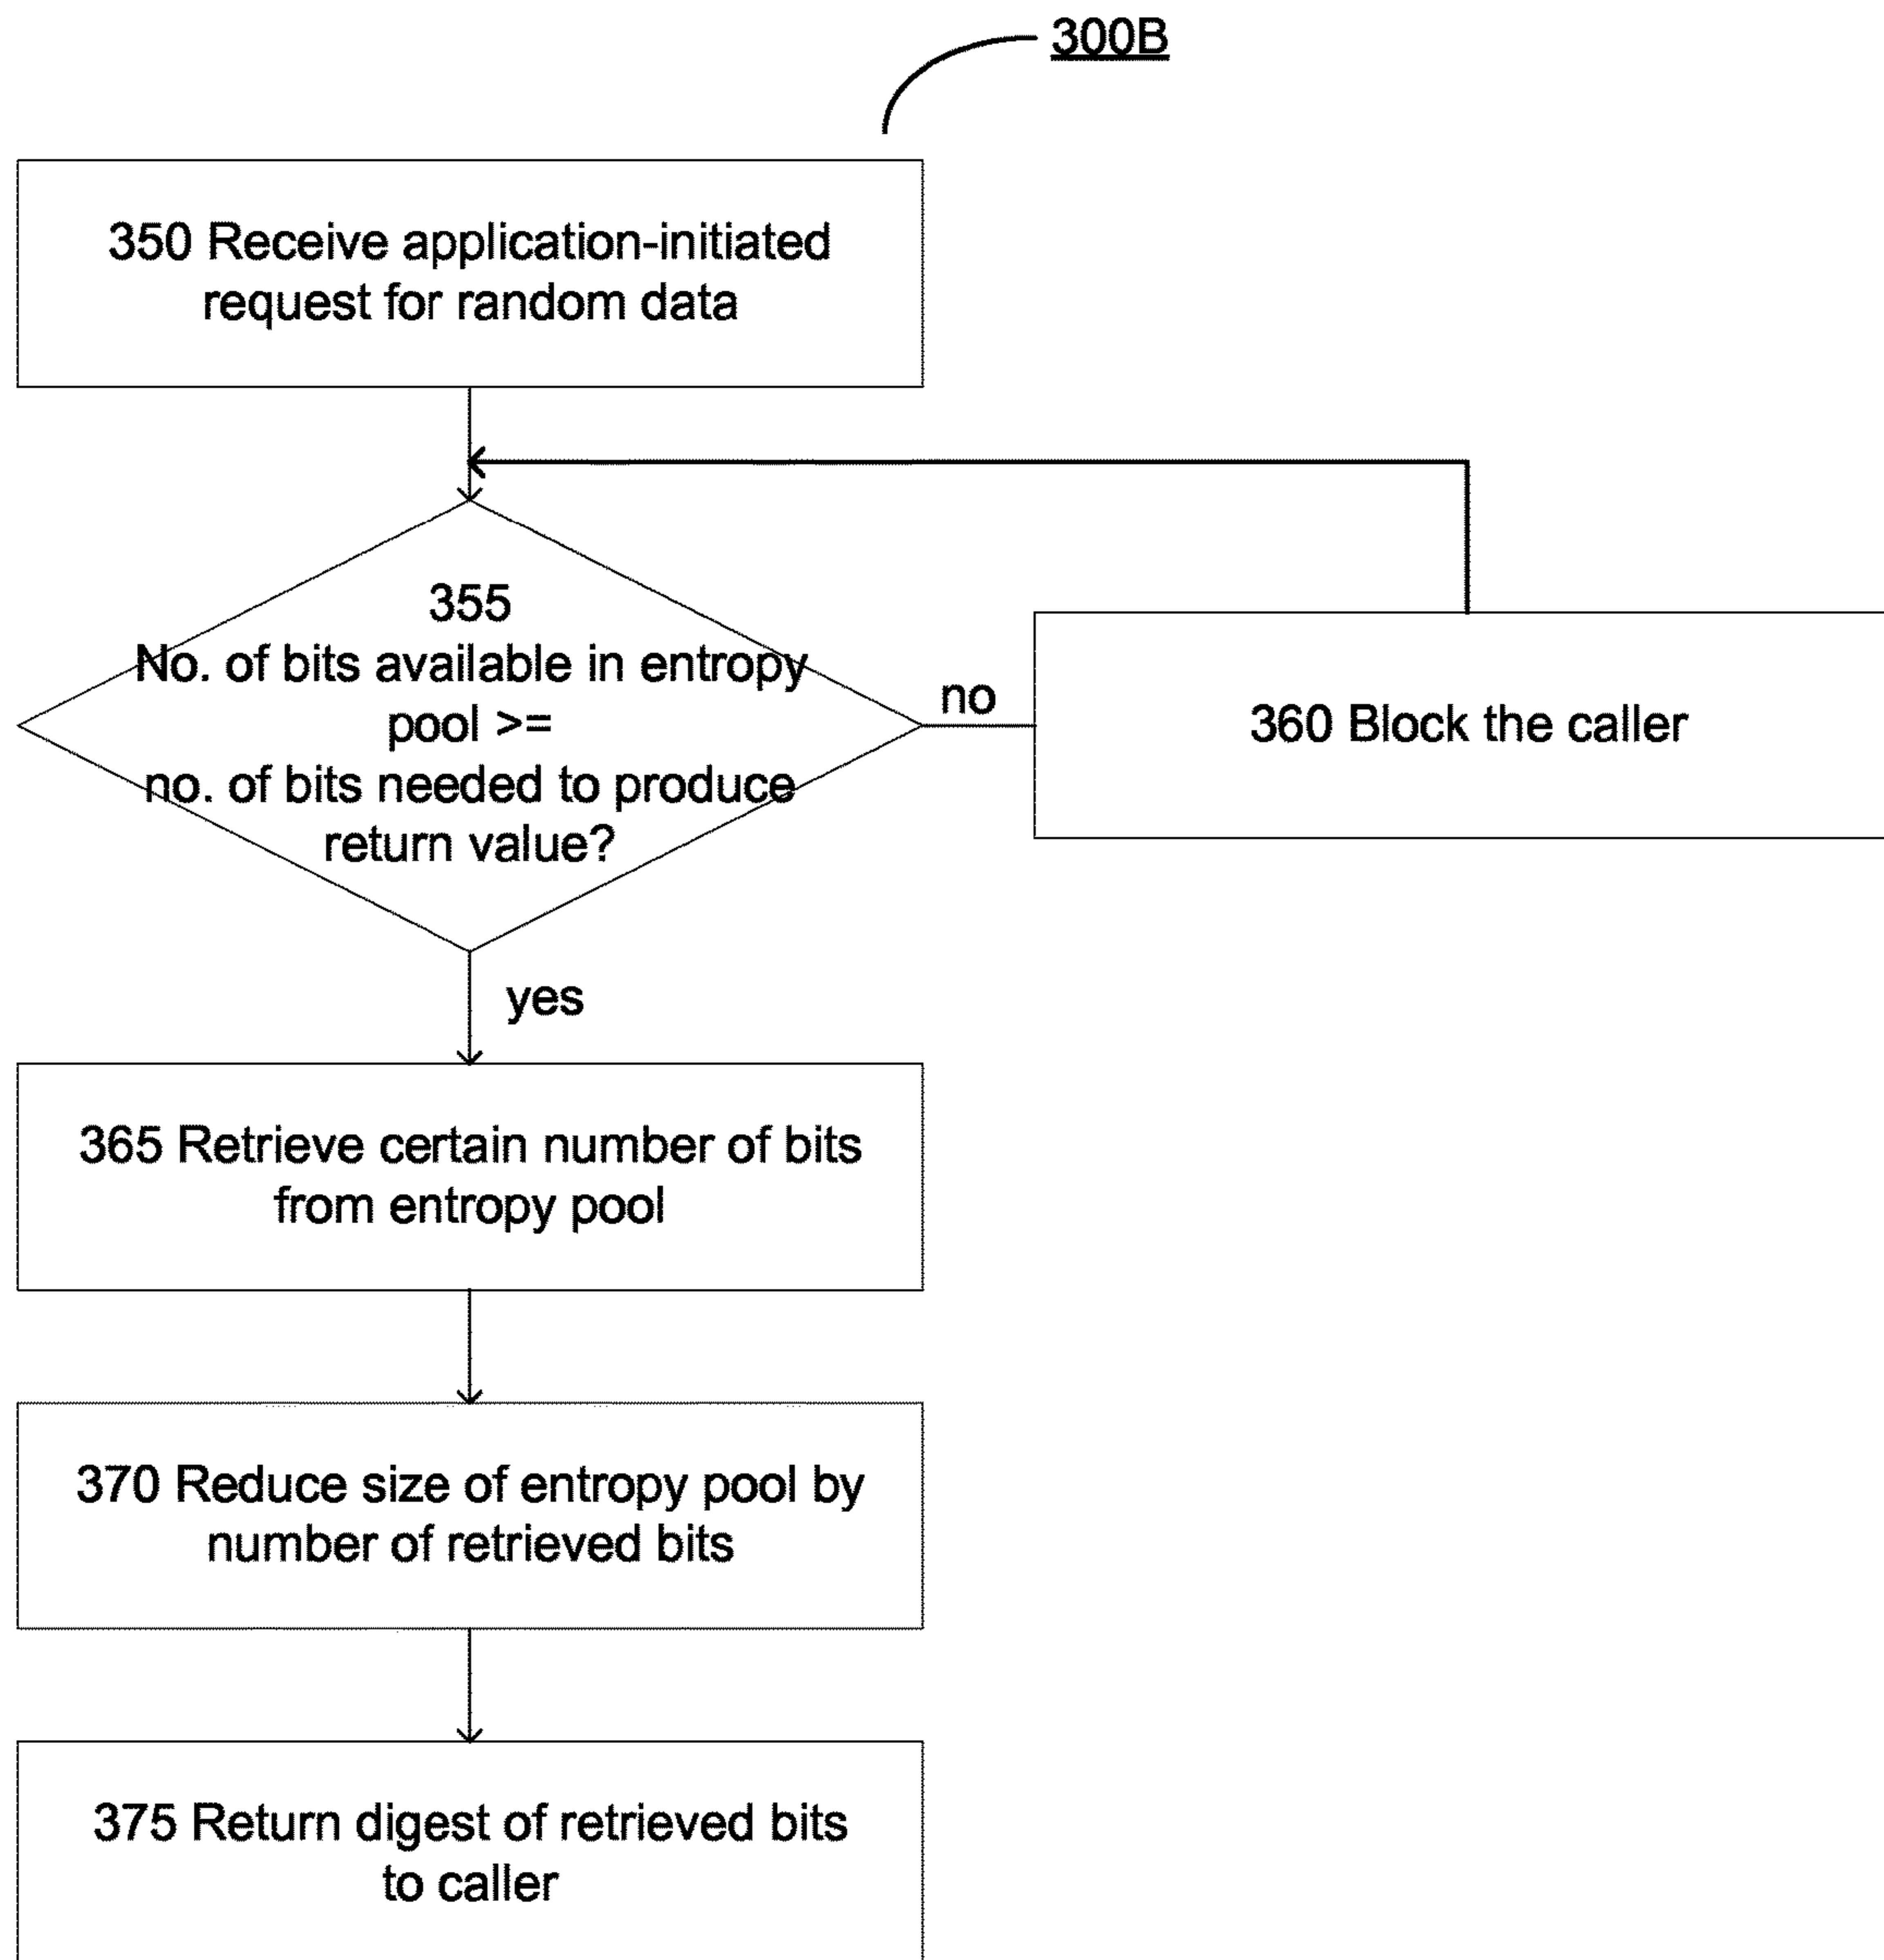 300B
350 Receive application-initiated
request for random data
355
No. of bits available in entropy
pool >=
no. of bits needed to produce
return value?
no
360 Block the caller
yes
365 Retrieve certain number of bits
from entropy pool
370 Reduce size of entropy pool by
number of retrieved bits
375 Return digest of retrieved bits
to caller